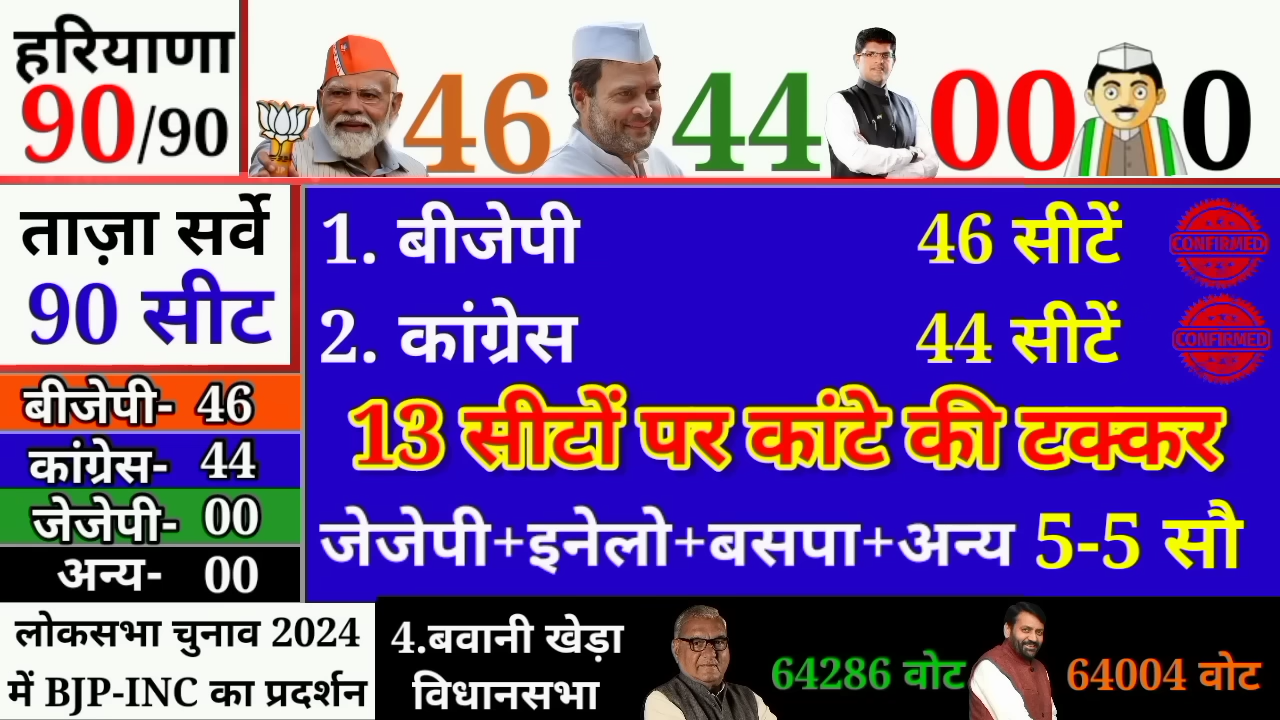 हरियाणा
90/90
46
44
00
0
ताज़ा सर्वे
90 सीट
1. बीजेपी 46 सीटें CONFIRMED
2. कांग्रेस 44 सीटें CONFIRMED
13 सीटों पर कांटे की टक्कर
जेजेपी+इनेलो+बसपा+अन्य 5-5 सौ
बीजेपी- 46
कांग्रेस- 44
जेजेपी- 00
अन्य- 00
लोकसभा चुनाव 2024
में BJP-INC का प्रदर्शन
4.बवानी खेड़ा
विधानसभा
64286 वोट
64004 वोट